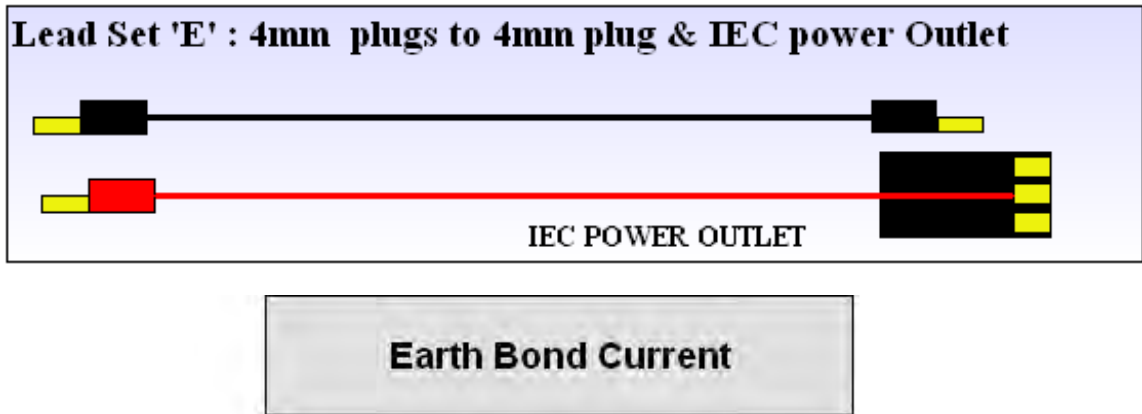 Lead Set 'E' : 4mm plugs to 4mm plug & IEC power Outlet
IEC POWER OUTLET
Earth Bond Current